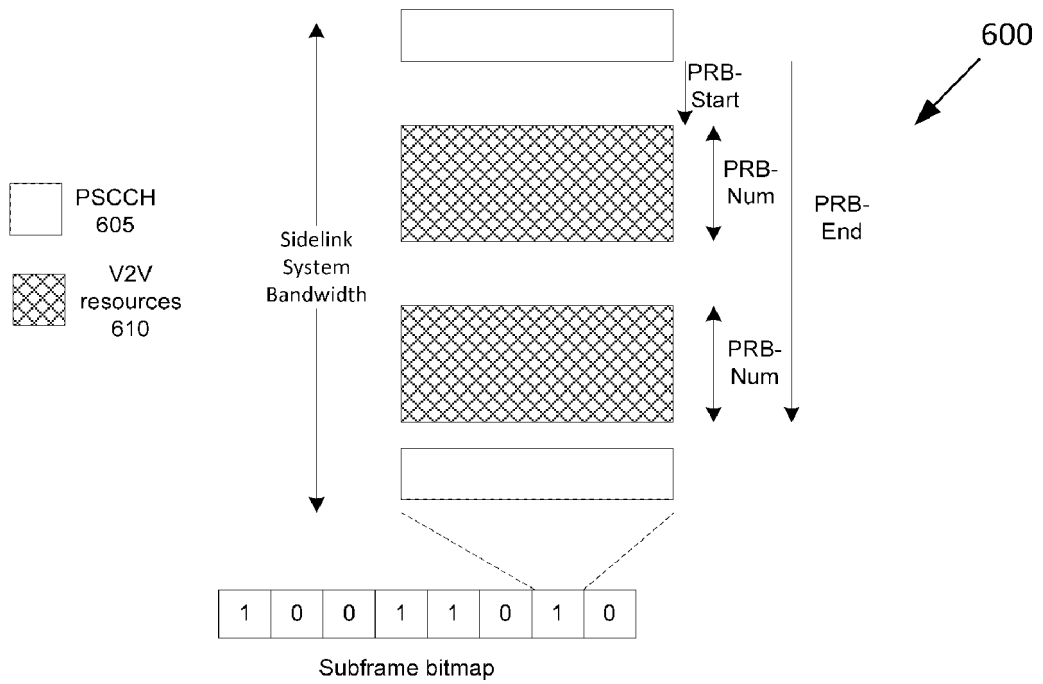 600
PRB-
Start
PRB-
Num
PRB-
End
PSCCH
605
Sidelink
System
Bandwidth
V2V
resources
610
PRB-
Num
1 0 0 1 1 0 1 0
Subframe bitmap